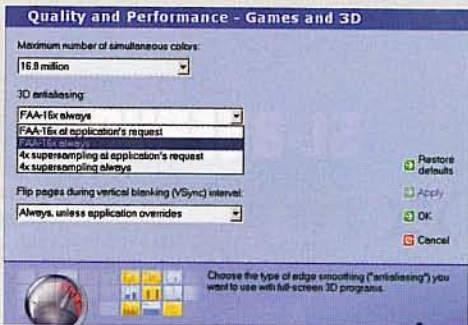 Quality and Performance - Games and 3D
Maximum number of simultaneous colors:
16.8 million
3D antialiasing:
FAA-16x always
FAA-16x at application's request
FAA-16x always
4x supersampling at application's request
4x supersampling always
Flip pages during vertical blanking (VSync) interval:
Always, unless application overrides
Restore
defaults
Apply
OK
Cancel
Choose the type of edge smoothing ("antialiasing") you
want to use with full-screen 3D programs.